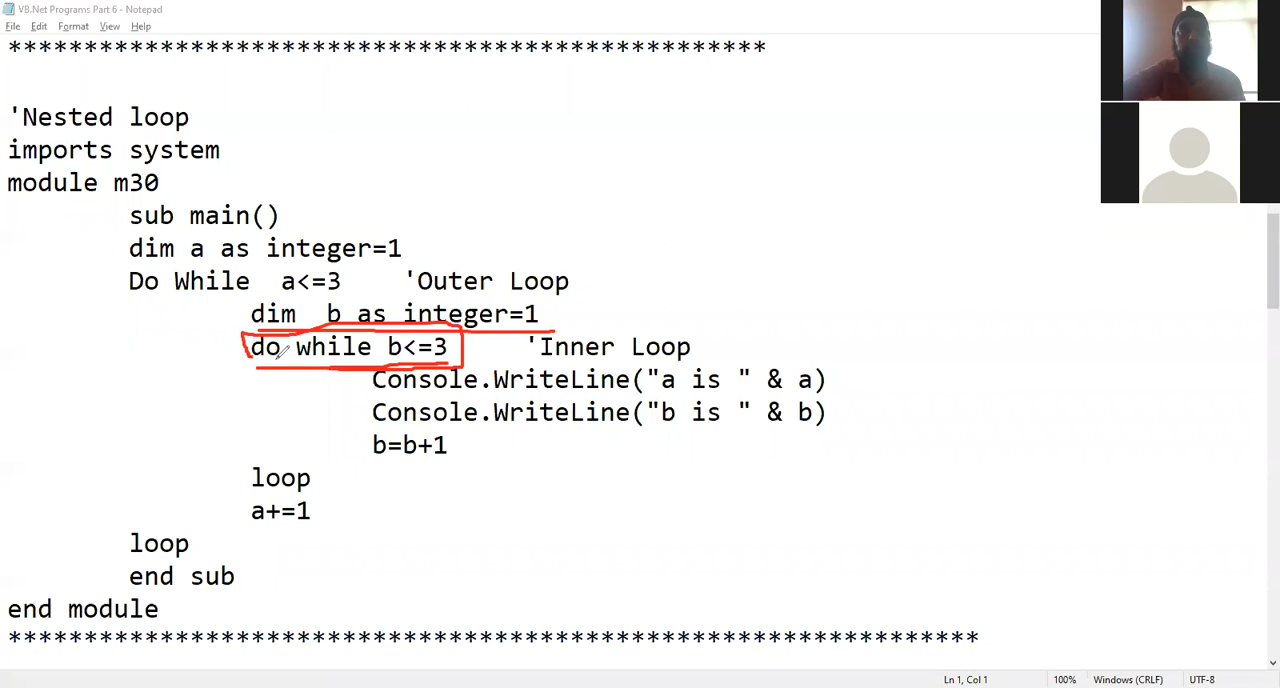 VB.Net Programs Part 6 - Notepad
File Edit Format View Help
**************************************************
'Nested loop
imports system
module m30
sub main()
dim a as integer=1
Do While a<=3 'Outer Loop
dim b as integer=1
do while b<=3 'Inner Loop
Console.WriteLine("a is " & a)
Console.WriteLine("b is " & b)
b=b+1
loop
a+=1
loop
end sub
end module
****************************************************************
Ln 1, Col 1 100% Windows (CRLF) UTF-8